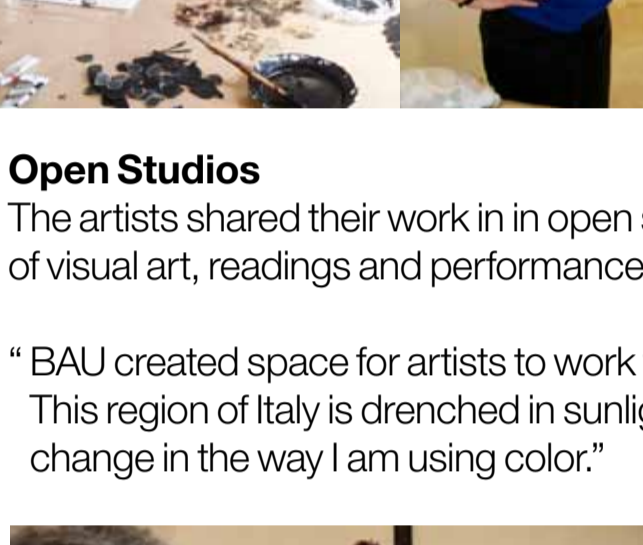 Open Studios
The artists shared their work in in open
of visual art, readings and performance
“ BAU created space for artists to work
This region of Italy is drenched in
change in the way I am using color.”